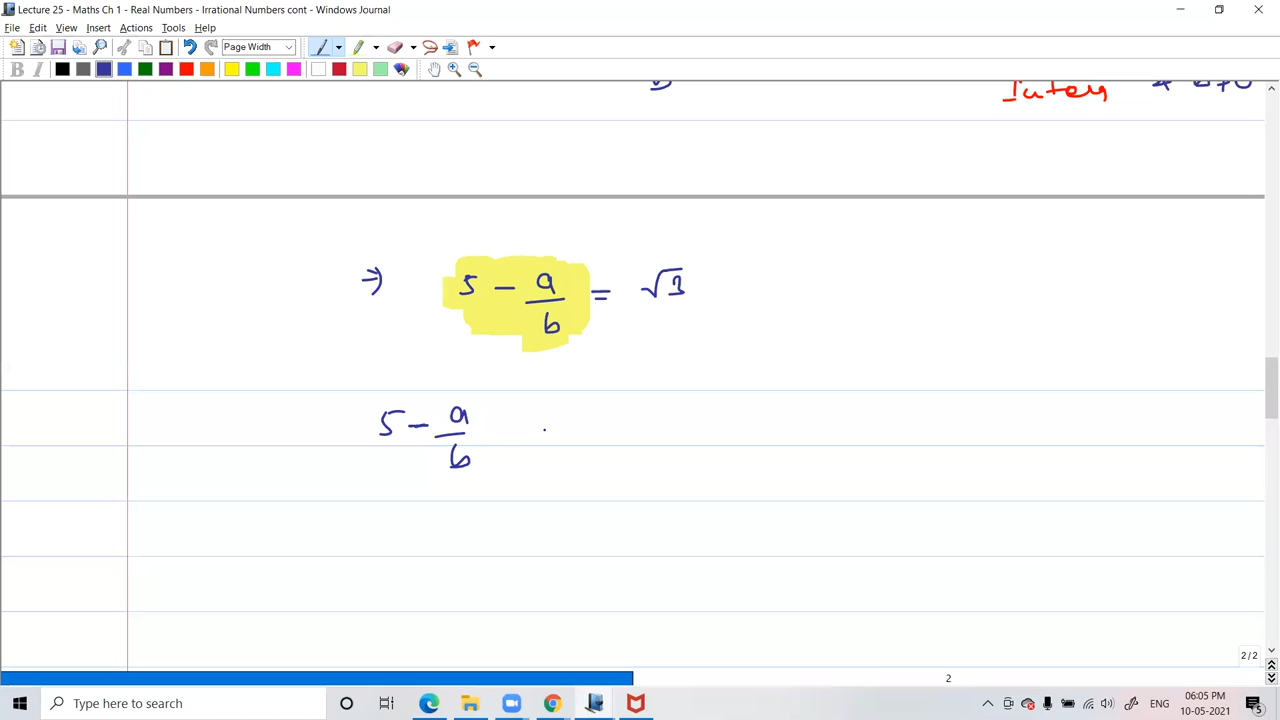 Lecture 25 - Maths Ch 1 - Real Numbers - Irrational Numbers cont - Windows Journal
File Edit View Insert Actions Tools Help
Page Width
B I
⇒ 5 - a/b = √3
5 - a/b
2/2
2
Type here to search
ENG
06:05 PM
10-05-2021
5